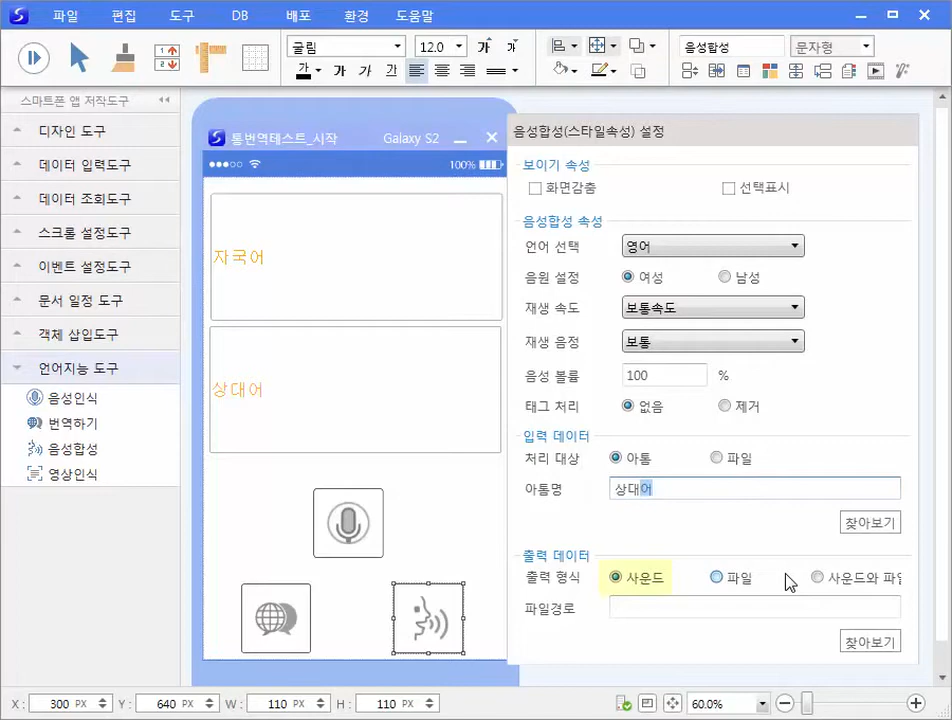 파일 편집 도구 DB 배포 환경 도움말
굴림 12.0 가 가 음성합성 문자형
가 가 가 가
스마트폰 앱 저작도구
디자인 도구
데이터 입력도구
데이터 조회도구
스크롤 설정도구
이벤트 설정도구
문서 일정 도구
객체 삽입도구
언어지능 도구
음성인식
번역하기
음성합성
영상인식
통번역테스트_시작 Galaxy S2
100%
자국어
상대어
음성합성(스타일속성) 설정
보이기 속성
화면감춤 선택표시
음성합성 속성
언어 선택 영어
음원 설정 여성 남성
재생 속도 보통속도
재생 음정 보통
음성 볼륨 100 %
태그 처리 없음 제거
입력 데이터
처리 대상 아톰 파일
아톰명 상대어
찾아보기
출력 데이터
출력 형식 사운드 파일 사운드와 파일
파일경로
찾아보기
X : 300 PX Y : 640 PX W : 110 PX H : 110 PX 60.0%